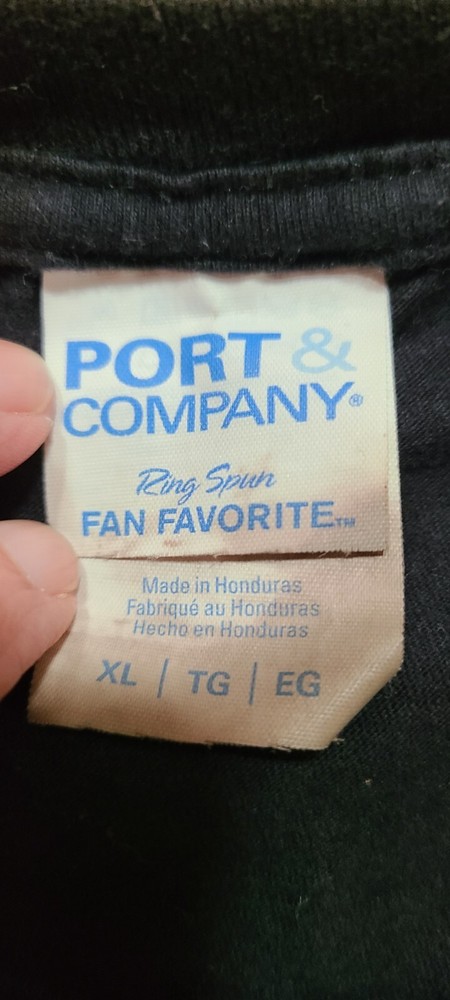 PORT &
COMPANY®
Ring Spun
FAN FAVORITE™
Made in Honduras
Fabriqué au Honduras
Hecho en Honduras
XL | TG | EG